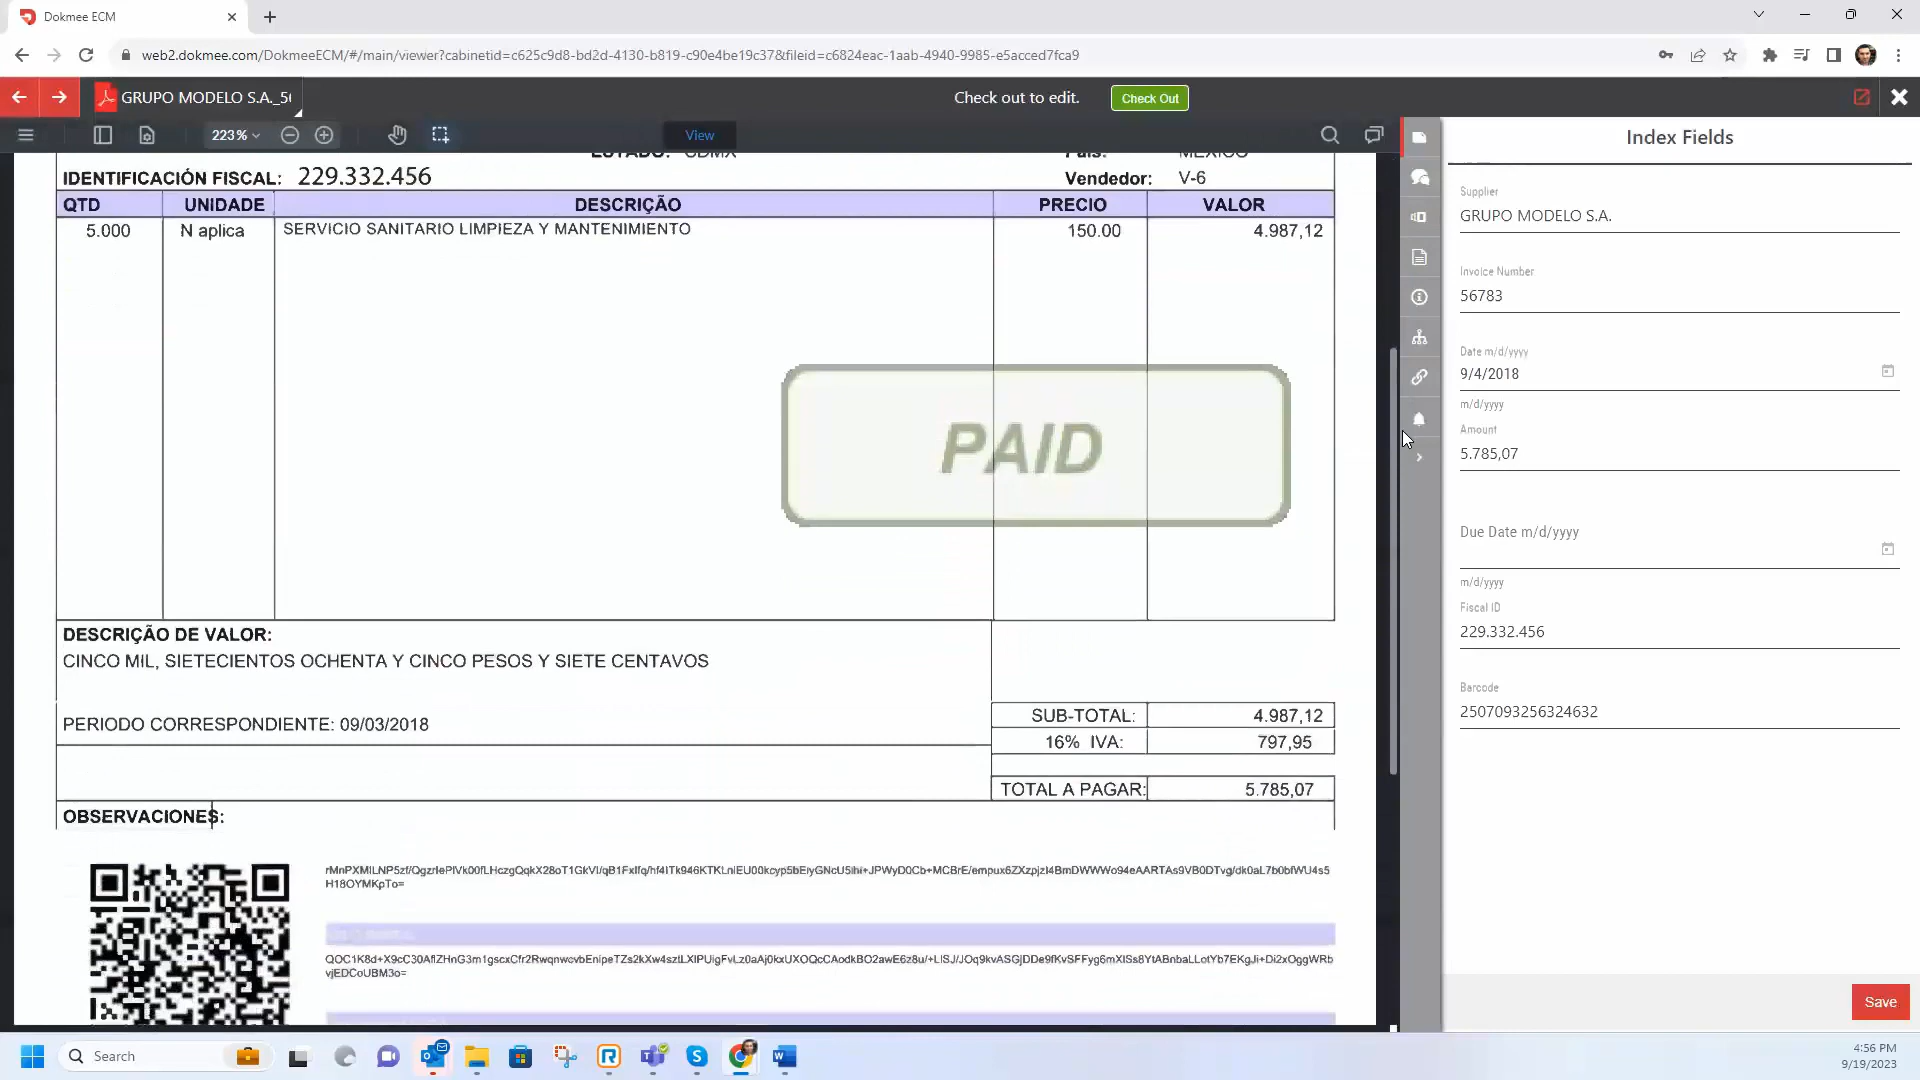 Dokmee ECM
web2.dokmee.com/DokmeeECM/#/main/viewer?cabinetid=c625c9d8-bd2d-4130-b819-c90e4be19c37&fileid=c6824eac-1aab-4940-9985-e5acced7fca9
GRUPO MODELO S.A._5
Check out to edit.
Check Out
223%
View
Index Fields
ESTADO: CDMX
País: MEXICO
IDENTIFICACIÓN FISCAL: 229.332.456
Vendedor: V-6
QTD UNIDADE DESCRIÇÃO PRECIO VALOR
5.000 N aplica SERVICIO SANITARIO LIMPIEZA Y MANTENIMIENTO 150.00 4.987,12
PAID
DESCRIÇÃO DE VALOR:
CINCO MIL, SIETECIENTOS OCHENTA Y CINCO PESOS Y SIETE CENTAVOS
PERIODO CORRESPONDIENTE: 09/03/2018
SUB-TOTAL: 4.987,12
16% IVA: 797,95
TOTAL A PAGAR: 5.785,07
OBSERVACIONES:
Supplier
GRUPO MODELO S.A.
Invoice Number
56783
Date m/d/yyyy
9/4/2018
m/d/yyyy
Amount
5.785,07
Due Date m/d/yyyy
m/d/yyyy
Fiscal ID
229.332.456
Barcode
2507093256324632
Save
Search
4:56 PM
9/19/2023